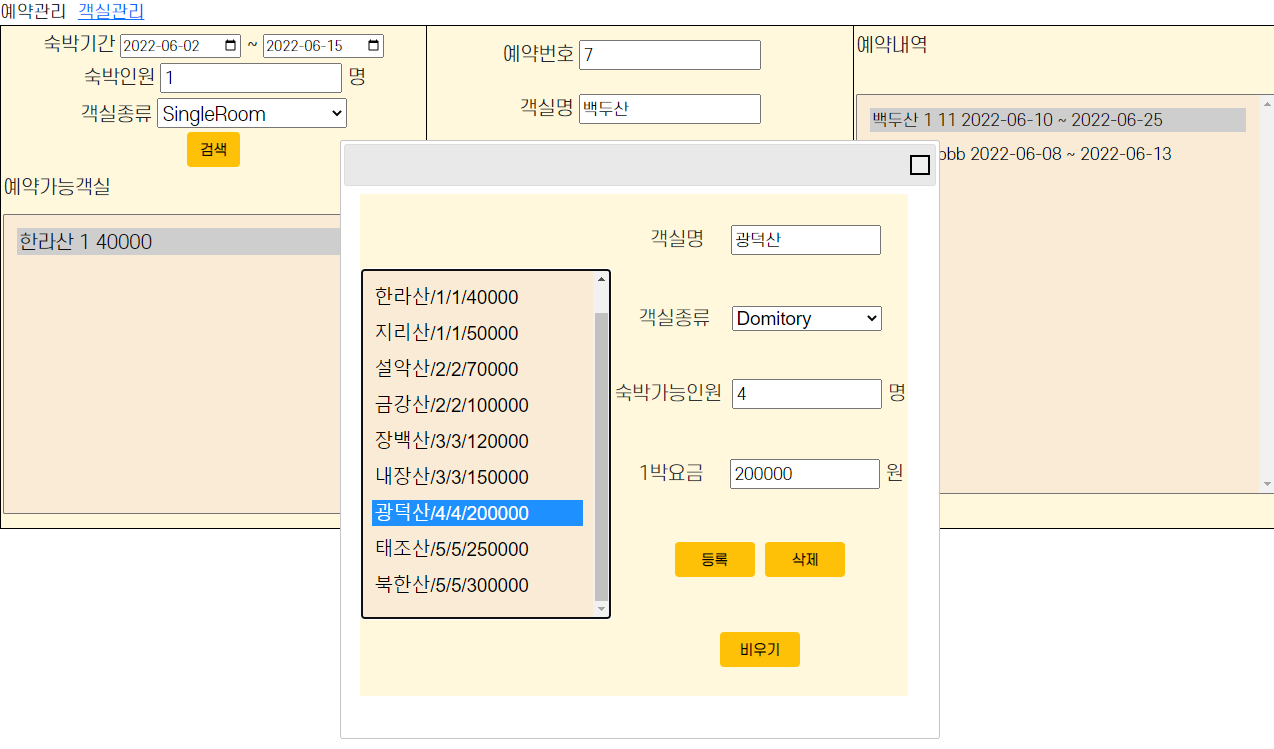 예약관리 객실관리
숙박기간 2022-06-02 ~ 2022-06-15
숙박인원 1 명
객실종류 SingleRoom
검색
예약가능객실
한라산 1 40000
예약번호 7
객실명 백두산
예약내역
백두산 1 11 2022-06-10 ~ 2022-06-25
bbb 2022-06-08 ~ 2022-06-13
한라산/1/1/40000
지리산/1/1/50000
설악산/2/2/70000
금강산/2/2/100000
장백산/3/3/120000
내장산/3/3/150000
광덕산/4/4/200000
태조산/5/5/250000
북한산/5/5/300000
객실명 광덕산
객실종류 Domitory
숙박가능인원 4 명
1박요금 200000 원
등록 삭제
비우기